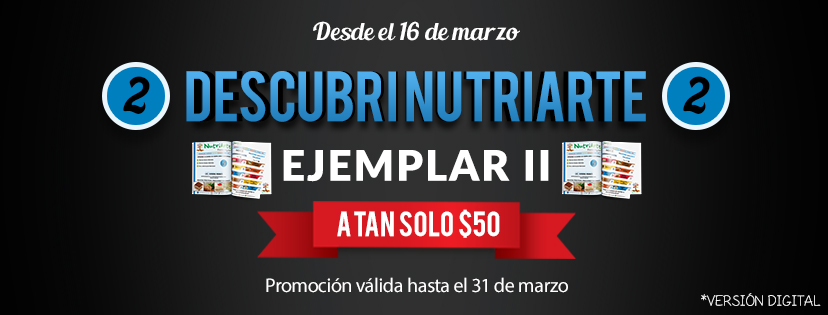 Desde el 16 de marzo
2 DESCUBRI NUTRIARTE 2
EJEMPLAR II
A TAN SOLO $50
Promoción válida hasta el 31 de marzo
*VERSIÓN DIGITAL